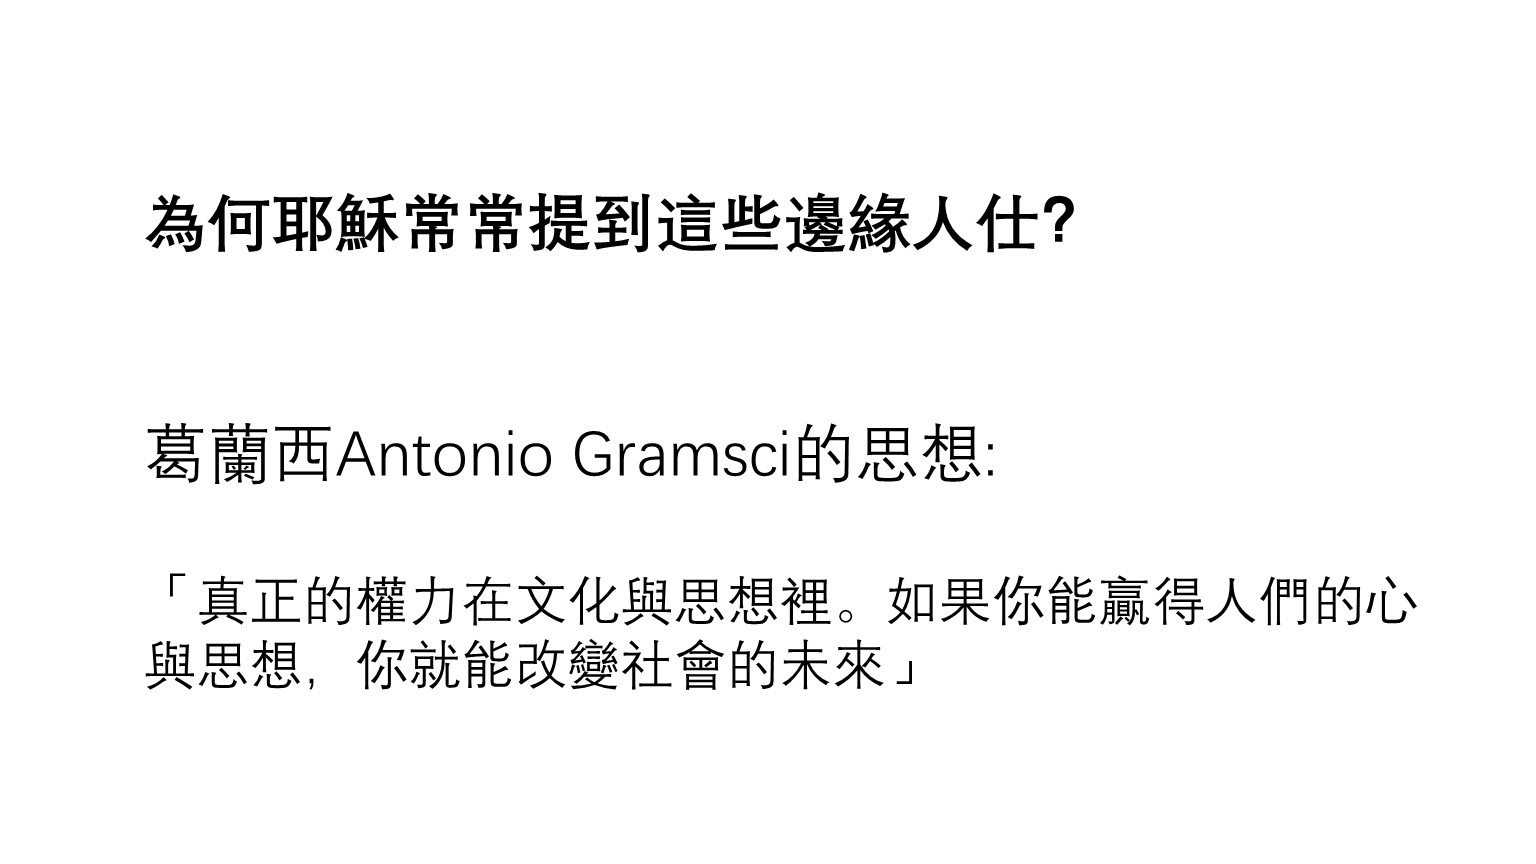 為何耶穌常常提到這些邊緣人仕?
葛蘭西Antonio Gramsci的思想:
「真正的權力在文化與思想裡。如果你能贏得人們的心
與思想，你就能改變社會的未來」